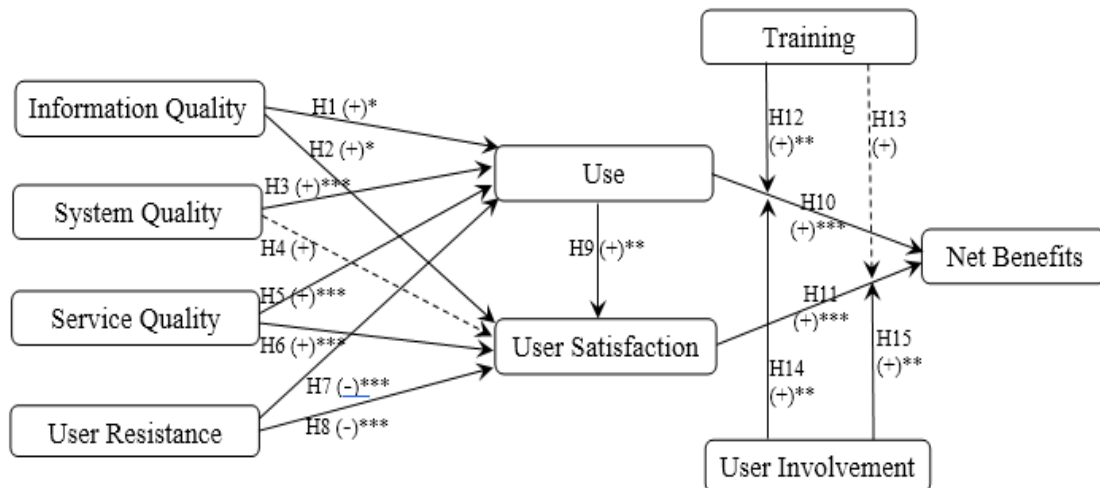 Training
Information Quality
H1 (+)*
H2 (+)*
H12
(+)**
H13
(+)
Use
H3 (+)***
System Quality
H4 (+)
H10
(+)***
H9 (+)**
Net Benefits
H5 (+)***
Service Quality
H6 (+)***
User Satisfaction
H11
(+)***
H15
(+)**
H14
(+)**
H7 (-)***
H8 (-)***
User Resistance
User Involvement